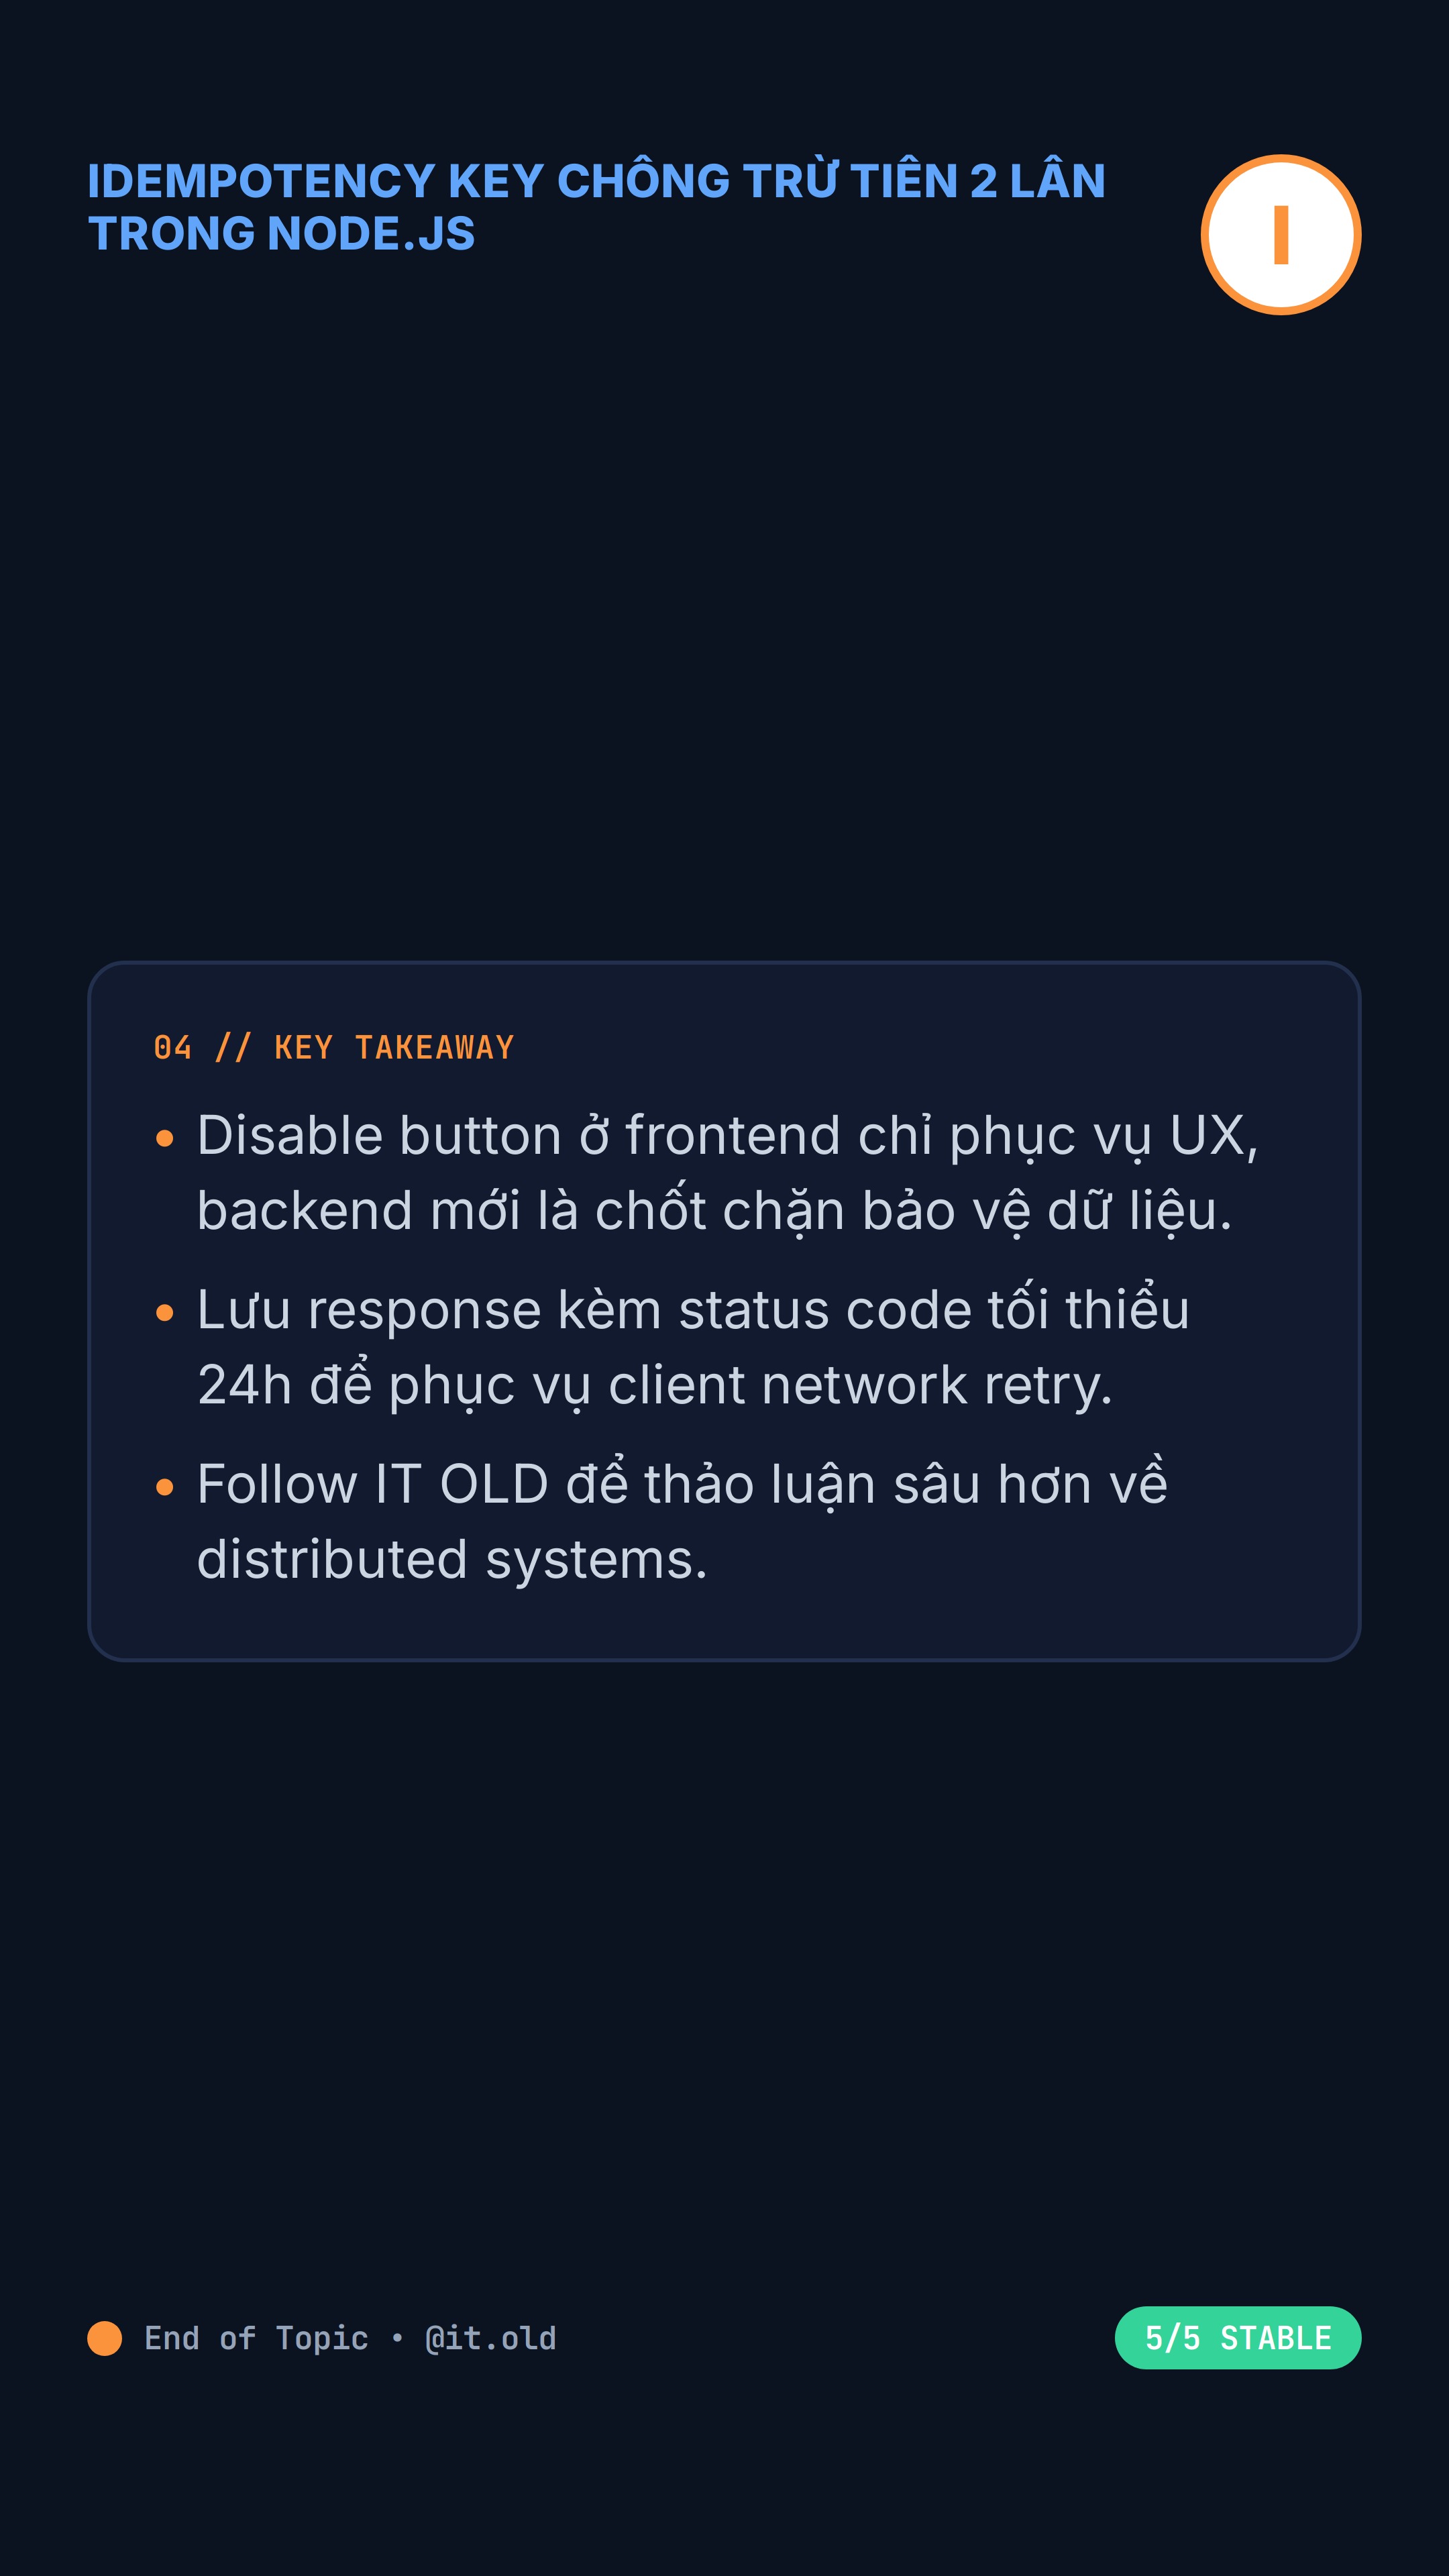 IDEMPOTENCY KEY CHÔNG TRỪ TIÊN 2 LÂN
TRONG NODE.JS
I
04 // KEY TAKEAWAY
• Disable button ở frontend chỉ phục vụ UX,
backend mới là chốt chặn bảo vệ dữ liệu.
• Lưu response kèm status code tối thiểu
24h để phục vụ client network retry.
• Follow IT OLD để thảo luận sâu hơn về
distributed systems.
End of Topic • @it.old
5/5 STABLE